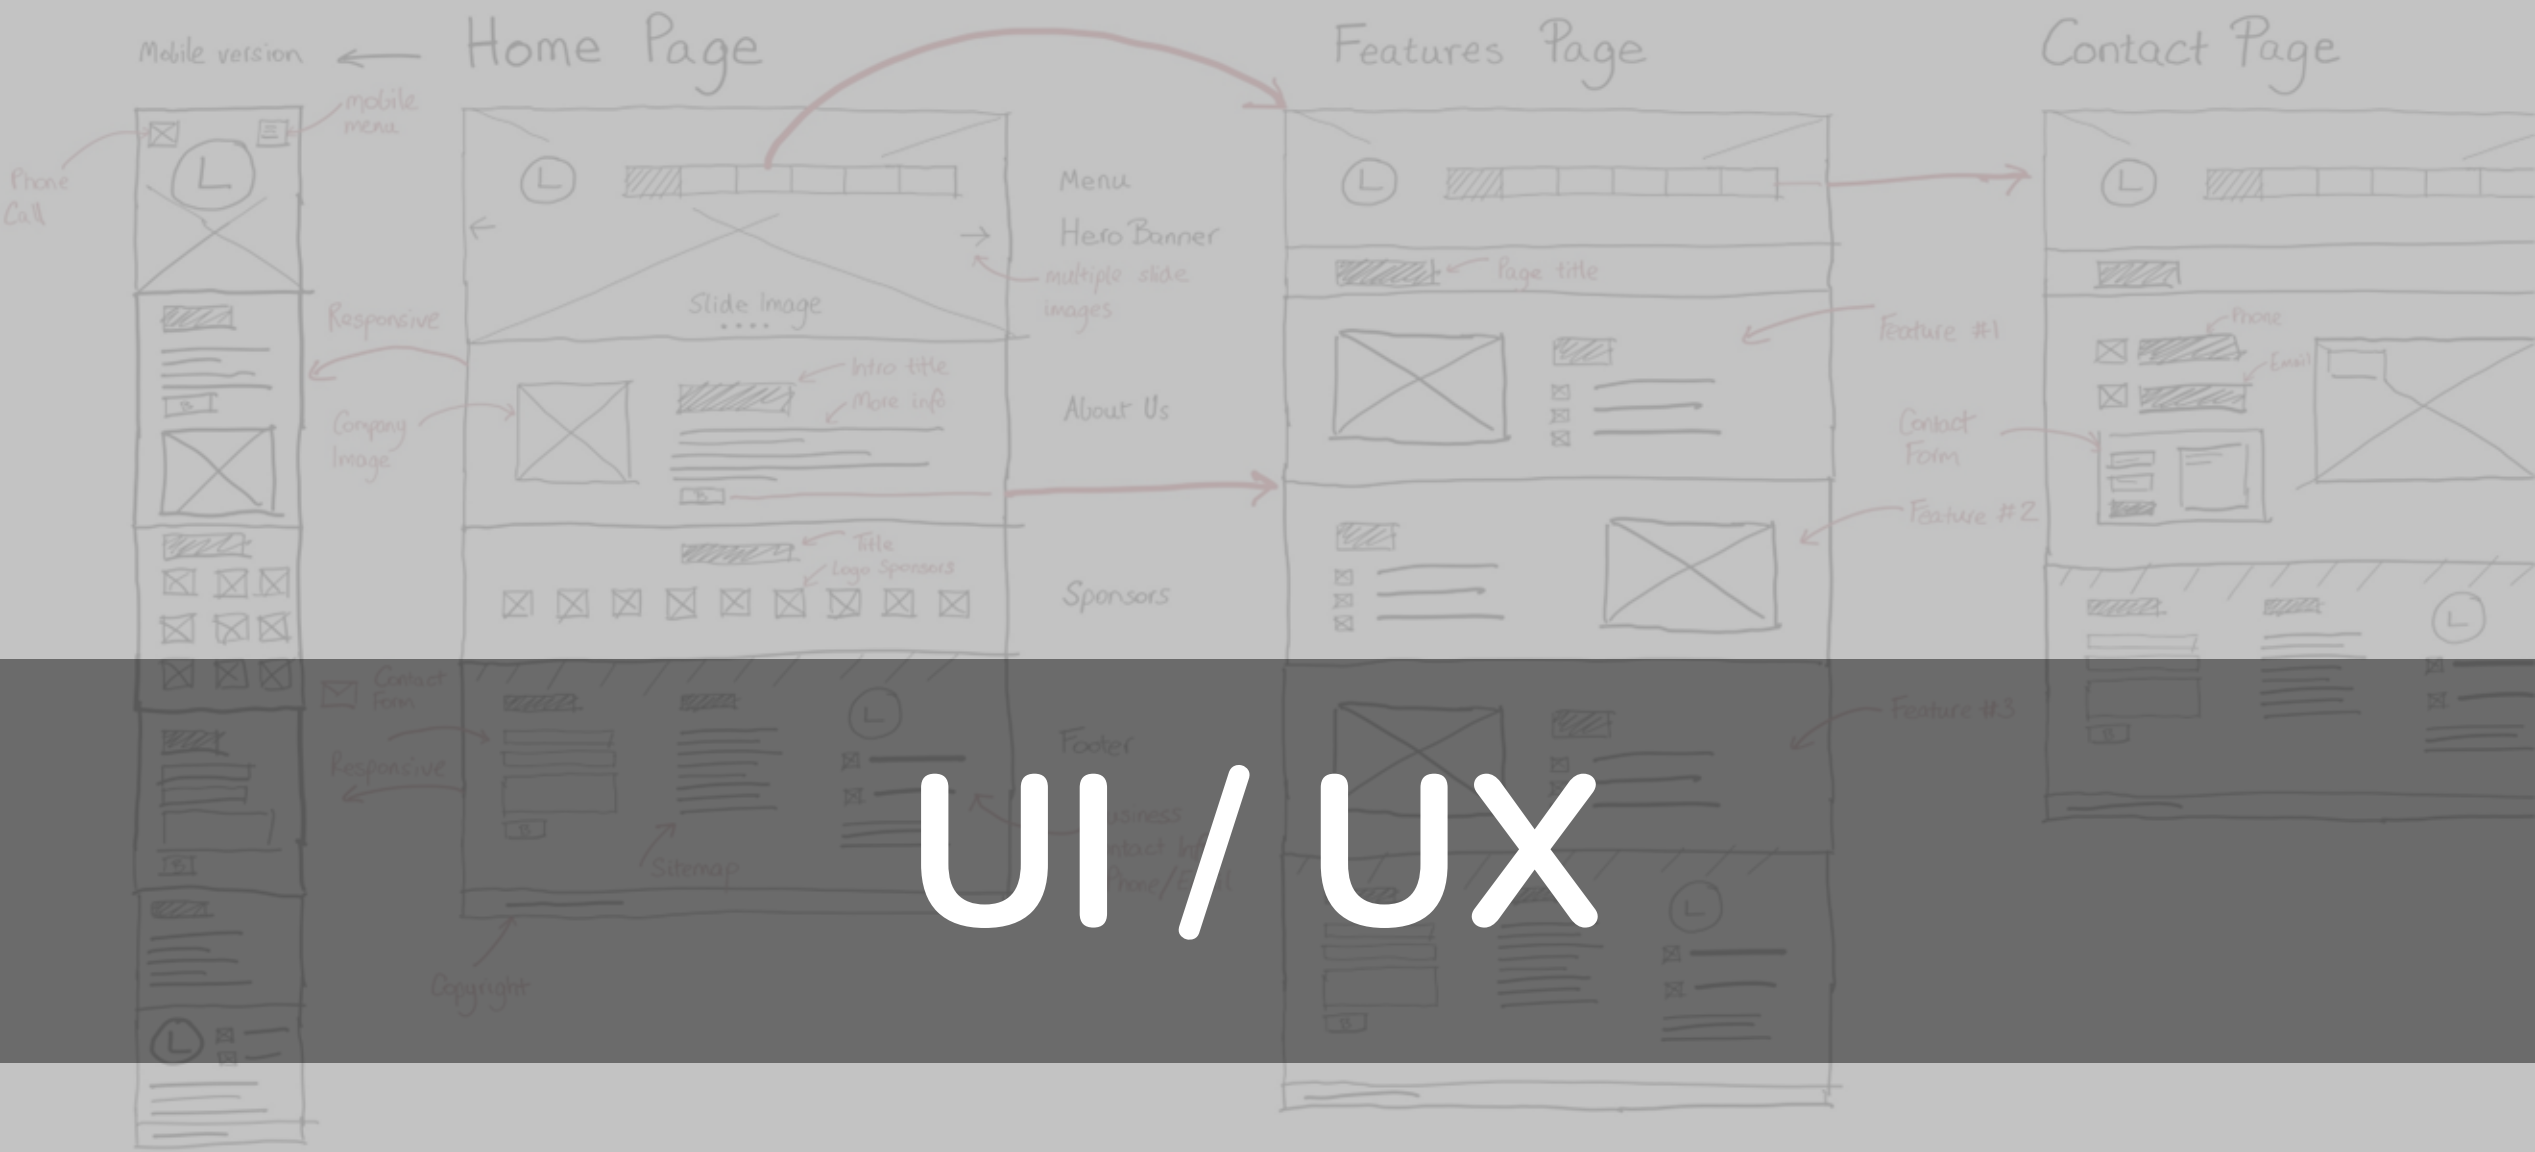 Mobile version
Home Page
Features Page
Contact Page
mobile
menu
Phone
Call
L
L
L
L
Menu
Hero Banner
multiple slide
images
Slide Image
Page title
Responsive
Feature #1
Phone
Email
Intro title
More info
Company
Image
About Us
Contact
Form
B
B
Feature #2
Title
Logo Sponsors
Sponsors
L
Contact
Form
L
Feature #3
B
Footer
Responsive
B
Sitemap
B
L
Copyright
B
L
UI / UX